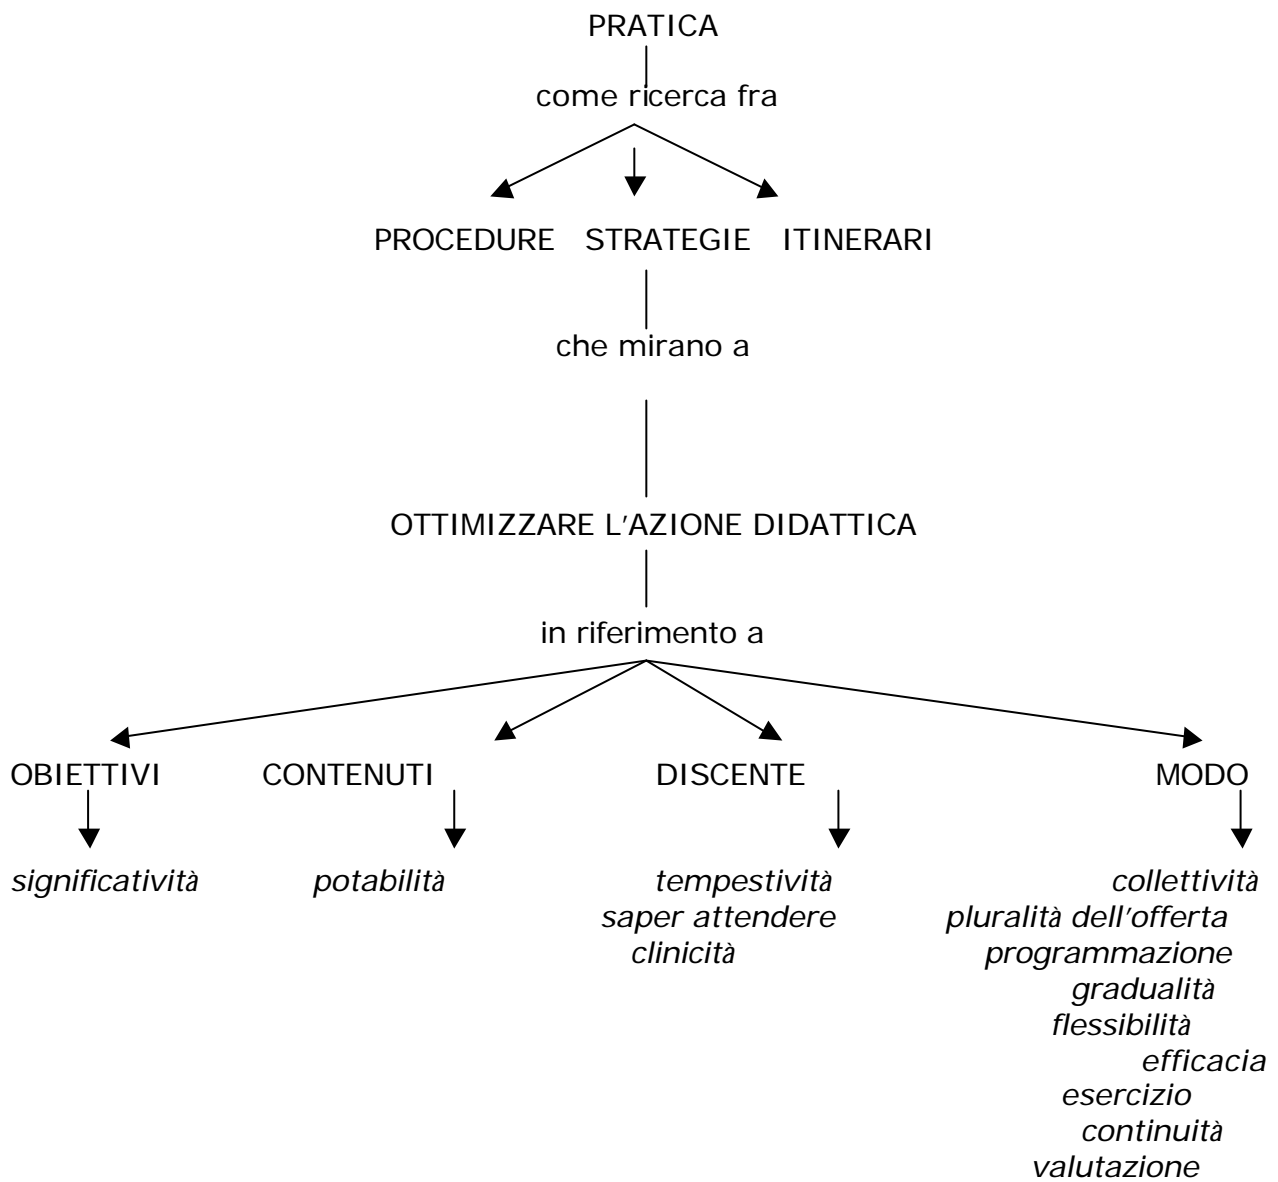 PRATICA
come ricerca fra
PROCEDURE STRATEGIE ITINERARI
che mirano a
OTTIMIZZARE L'AZIONE DIDATTICA
in riferimento a
OBIETTIVI CONTENUTI DISCENTE MODO
significatività potabilità tempestività collettività
saper attendere pluralità dell'offerta
clinicità programmazione
gradualità
flessibilità
efficacia
esercizio
continuità
valutazione